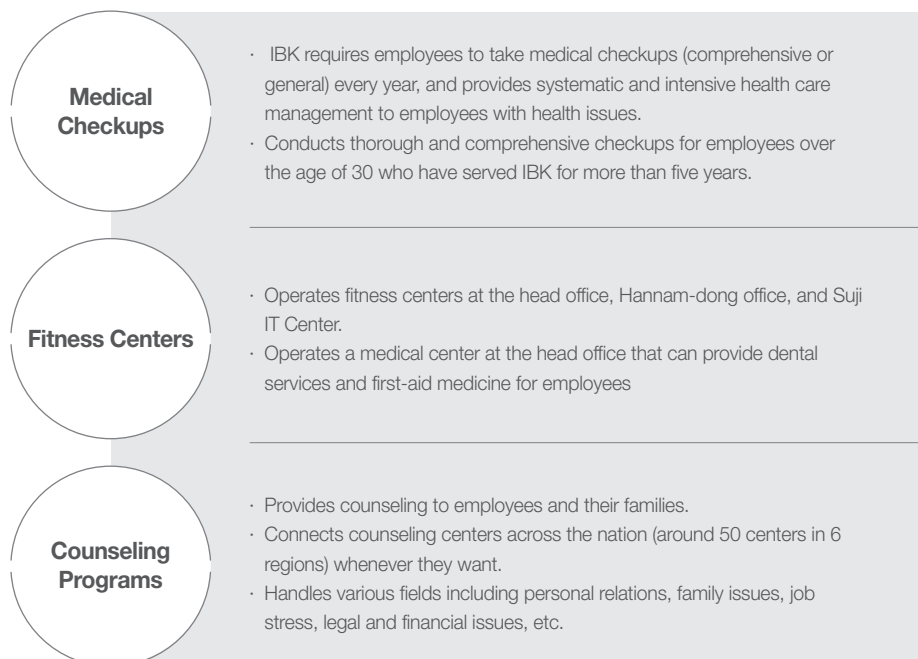 Medical
Checkups
· IBK requires employees to take medical checkups (comprehensive or
general) every year, and provides systematic and intensive health care
management to employees with health issues.
· Conducts thorough and comprehensive checkups for employees over
the age of 30 who have served IBK for more than five years.
Fitness Centers
· Operates fitness centers at the head office, Hannam-dong office, and Suji
IT Center.
· Operates a medical center at the head office that can provide dental
services and first-aid medicine for employees
Counseling
Programs
· Provides counseling to employees and their families.
· Connects counseling centers across the nation (around 50 centers in 6
regions) whenever they want.
· Handles various fields including personal relations, family issues, job
stress, legal and financial issues, etc.